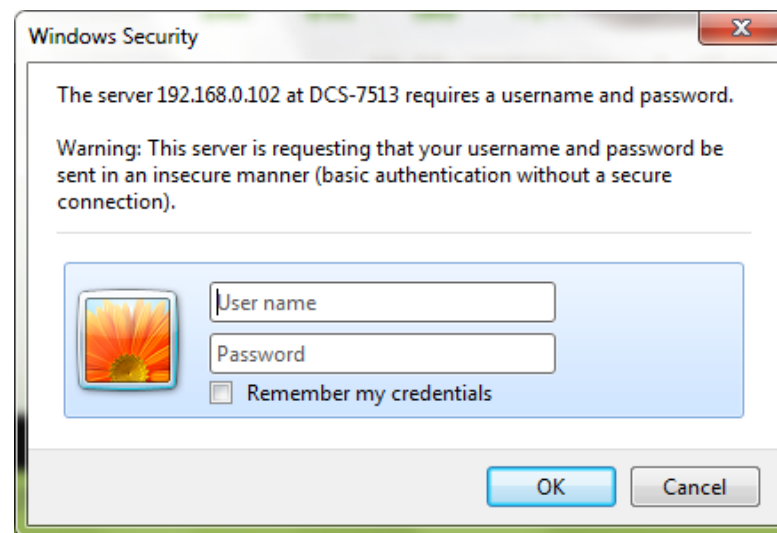 Windows Security
The server 192.168.0.102 at DCS-7513 requires a username and password.
Warning: This server is requesting that your username and password be
sent in an insecure manner (basic authentication without a secure
connection).
User name
Password
Remember my credentials
OK Cancel